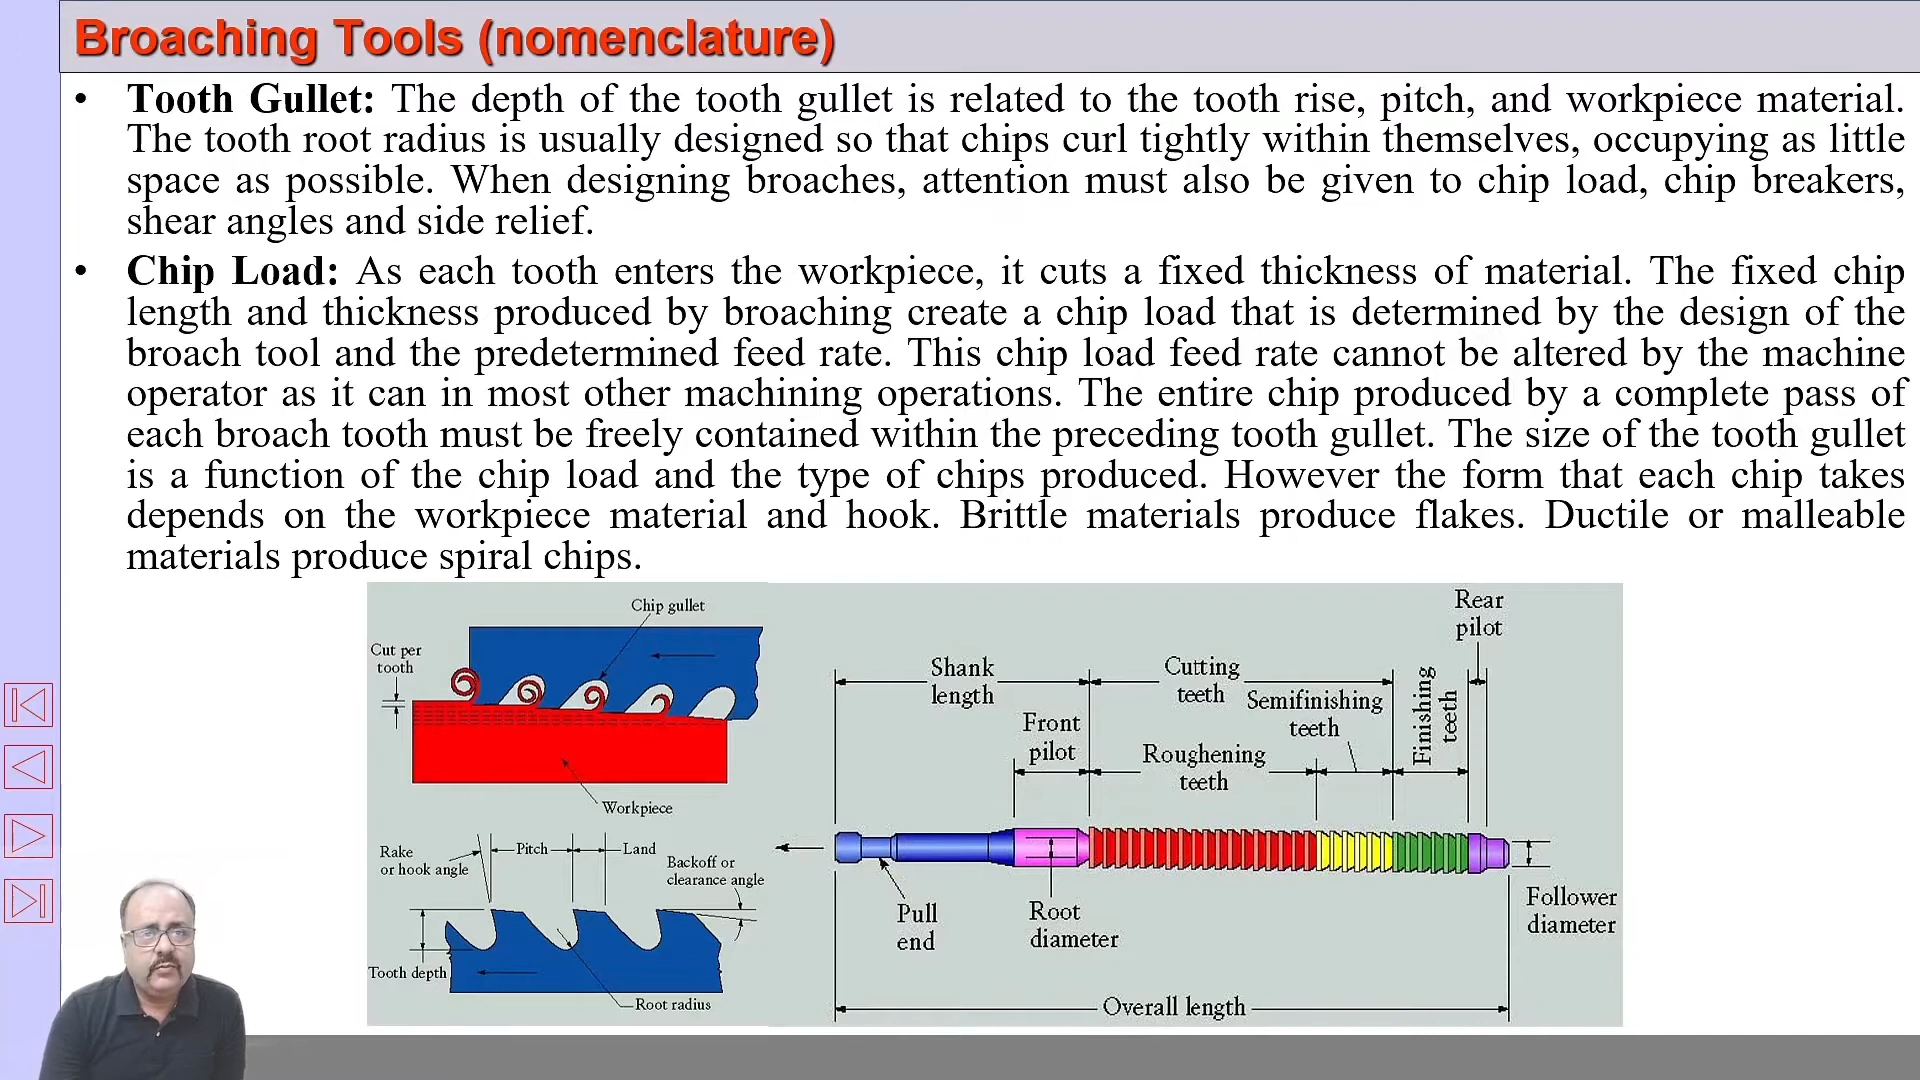 Broaching Tools (nomenclature)
• Tooth Gullet: The depth of the tooth gullet is related to the tooth rise, pitch, and workpiece material.
The tooth root radius is usually designed so that chips curl tightly within themselves, occupying as little
space as possible. When designing broaches, attention must also be given to chip load, chip breakers,
shear angles and side relief.
• Chip Load: As each tooth enters the workpiece, it cuts a fixed thickness of material. The fixed chip
length and thickness produced by broaching create a chip load that is determined by the design of the
broach tool and the predetermined feed rate. This chip load feed rate cannot be altered by the machine
operator as it can in most other machining operations. The entire chip produced by a complete pass of
each broach tooth must be freely contained within the preceding tooth gullet. The size of the tooth gullet
is a function of the chip load and the type of chips produced. However the form that each chip takes
depends on the workpiece material and hook. Brittle materials produce flakes. Ductile or malleable
materials produce spiral chips.
Chip gullet
Cut per
tooth
Workpiece
Rake
or hook angle
Pitch
Land
Backoff or
clearance angle
Tooth depth
Root radius
Rear
pilot
Shank
length
Cutting
teeth
Semifinishing
teeth
Finishing
teeth
Front
pilot
Roughening
teeth
Pull
end
Root
diameter
Follower
diameter
Overall length